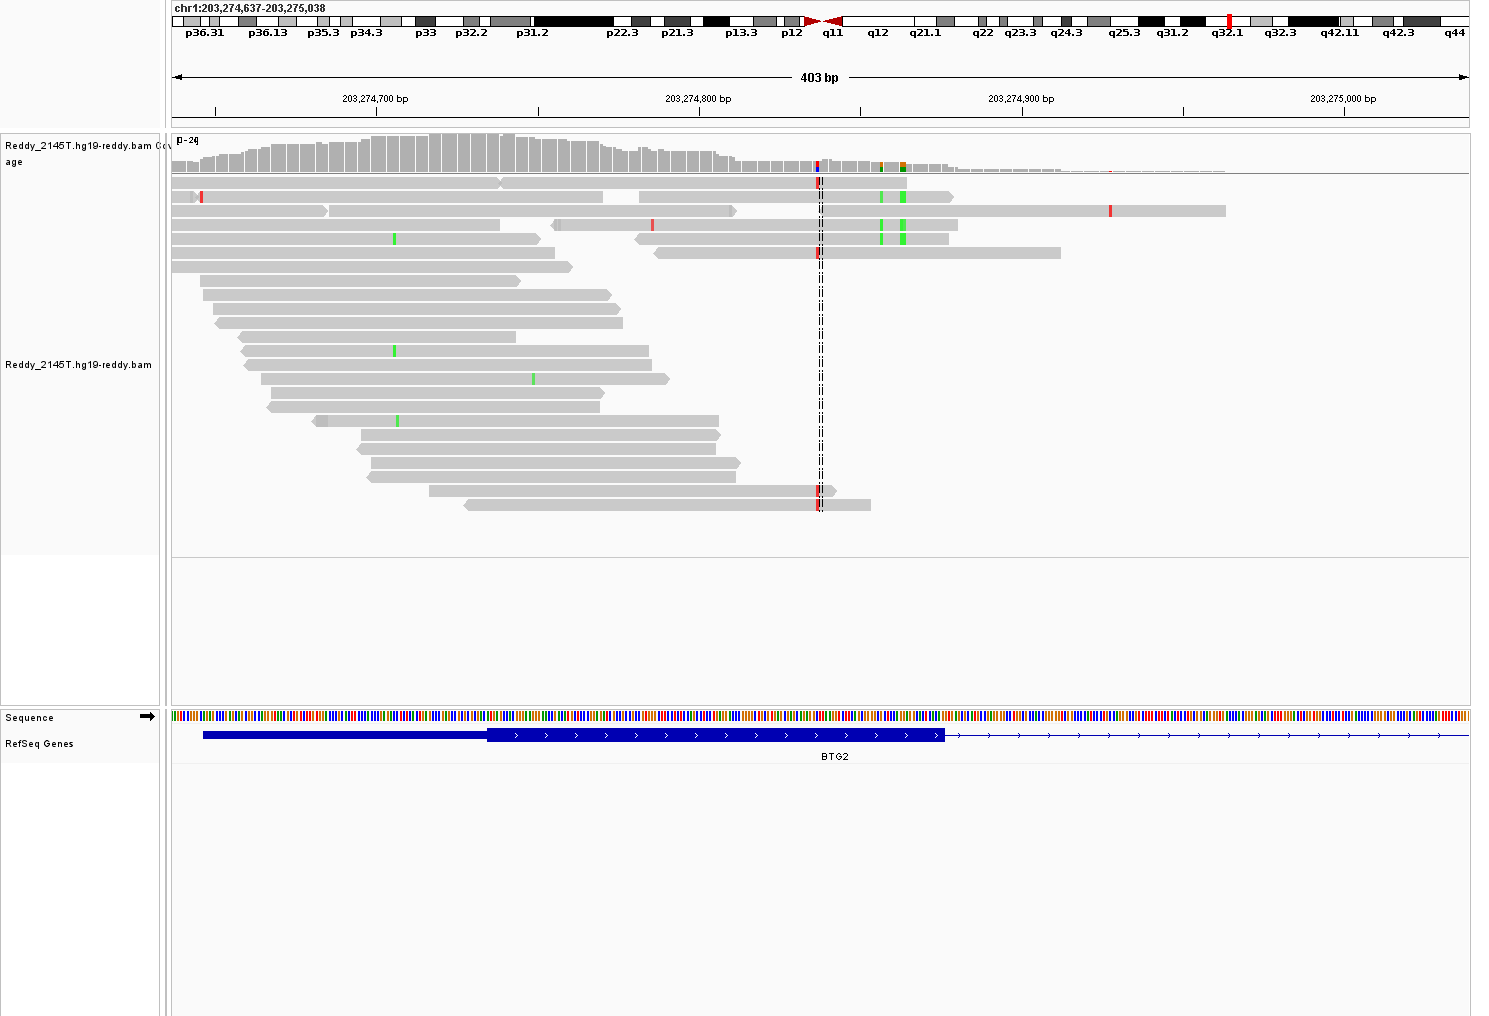 chr1:203,274,637-203,275,038
p36.31 p36.13 p35.3 p34.3 p33 p32.2 p31.2 p22.3 p21.3 p13.3 p12 q11 q12 q21.1 q22 q23.3 q24.3 q25.3 q31.2 q32.1 q32.3 q42.11 q42.3 q44
403 bp
203,274,700 bp 203,274,800 bp 203,274,900 bp 203,275,000 bp
[0-24]
Reddy_2145T.hg19-reddy.bam Cov
age
Reddy_2145T.hg19-reddy.bam
Sequence
RefSeq Genes
BTG2